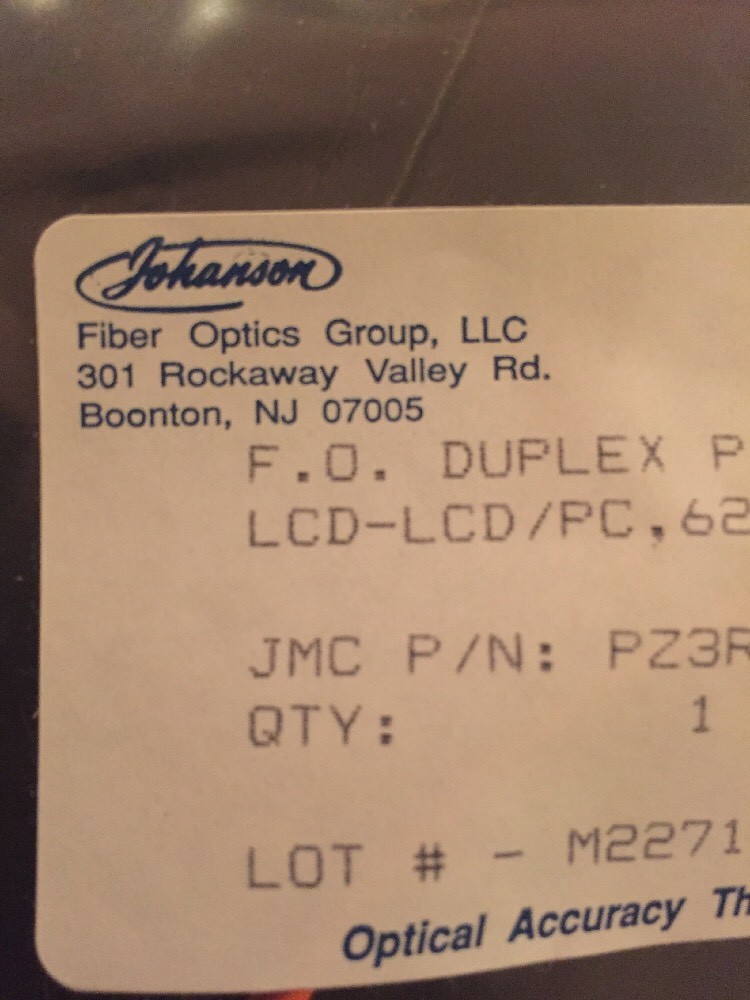 Johanson
Fiber Optics Group, LLC
301 Rockaway Valley Rd.
Boonton, NJ 07005
F.O. DUPLEX P
LCD-LCD/PC,62
JMC P/N: PZ3R
QTY: 1
LOT # - M2271
Optical Accuracy Th